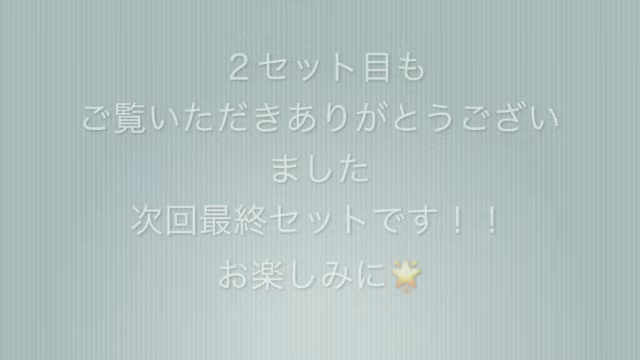 ２セット目も
ご覧いただきありがとうござい
ました
次回最終セットです！！
お楽しみに🌟